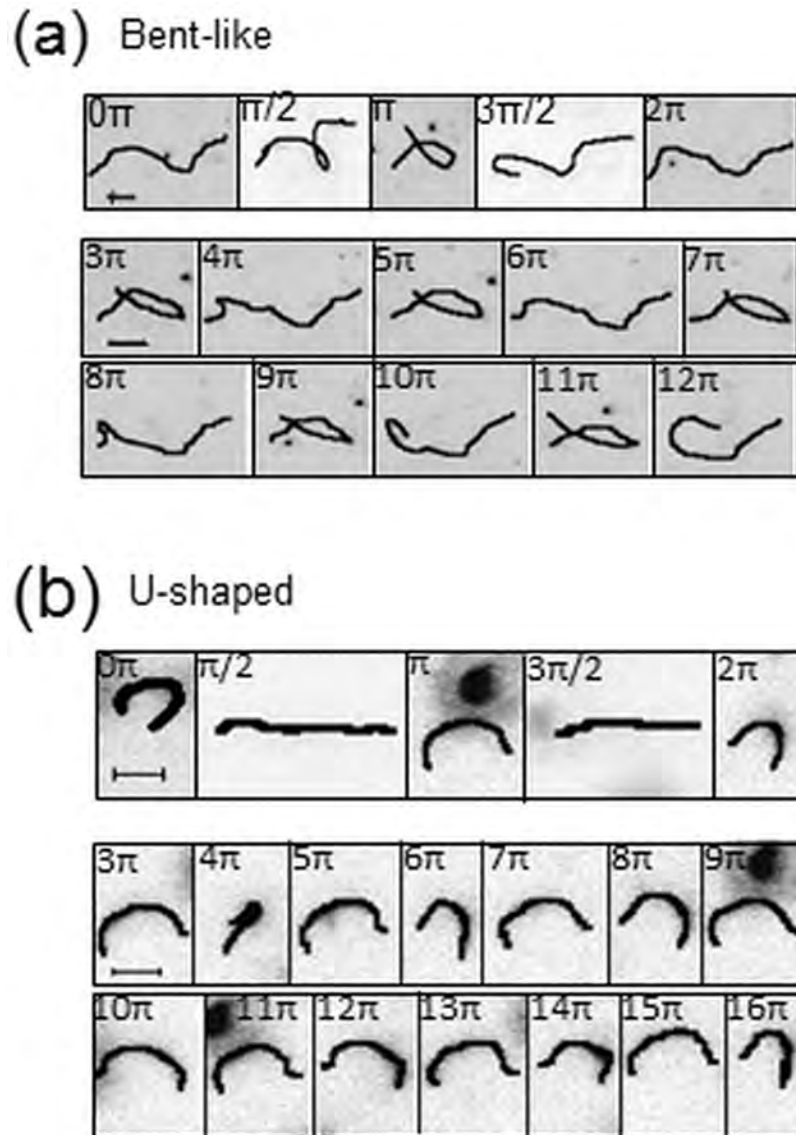 (a) Bent-like
0π π/2 π 3π/2 2π
3π 4π 5π 6π 7π
8π 9π 10π 11π 12π
(b) U-shaped
0π π/2 π 3π/2 2π
3π 4π 5π 6π 7π 8π 9π
10π 11π 12π 13π 14π 15π 16π